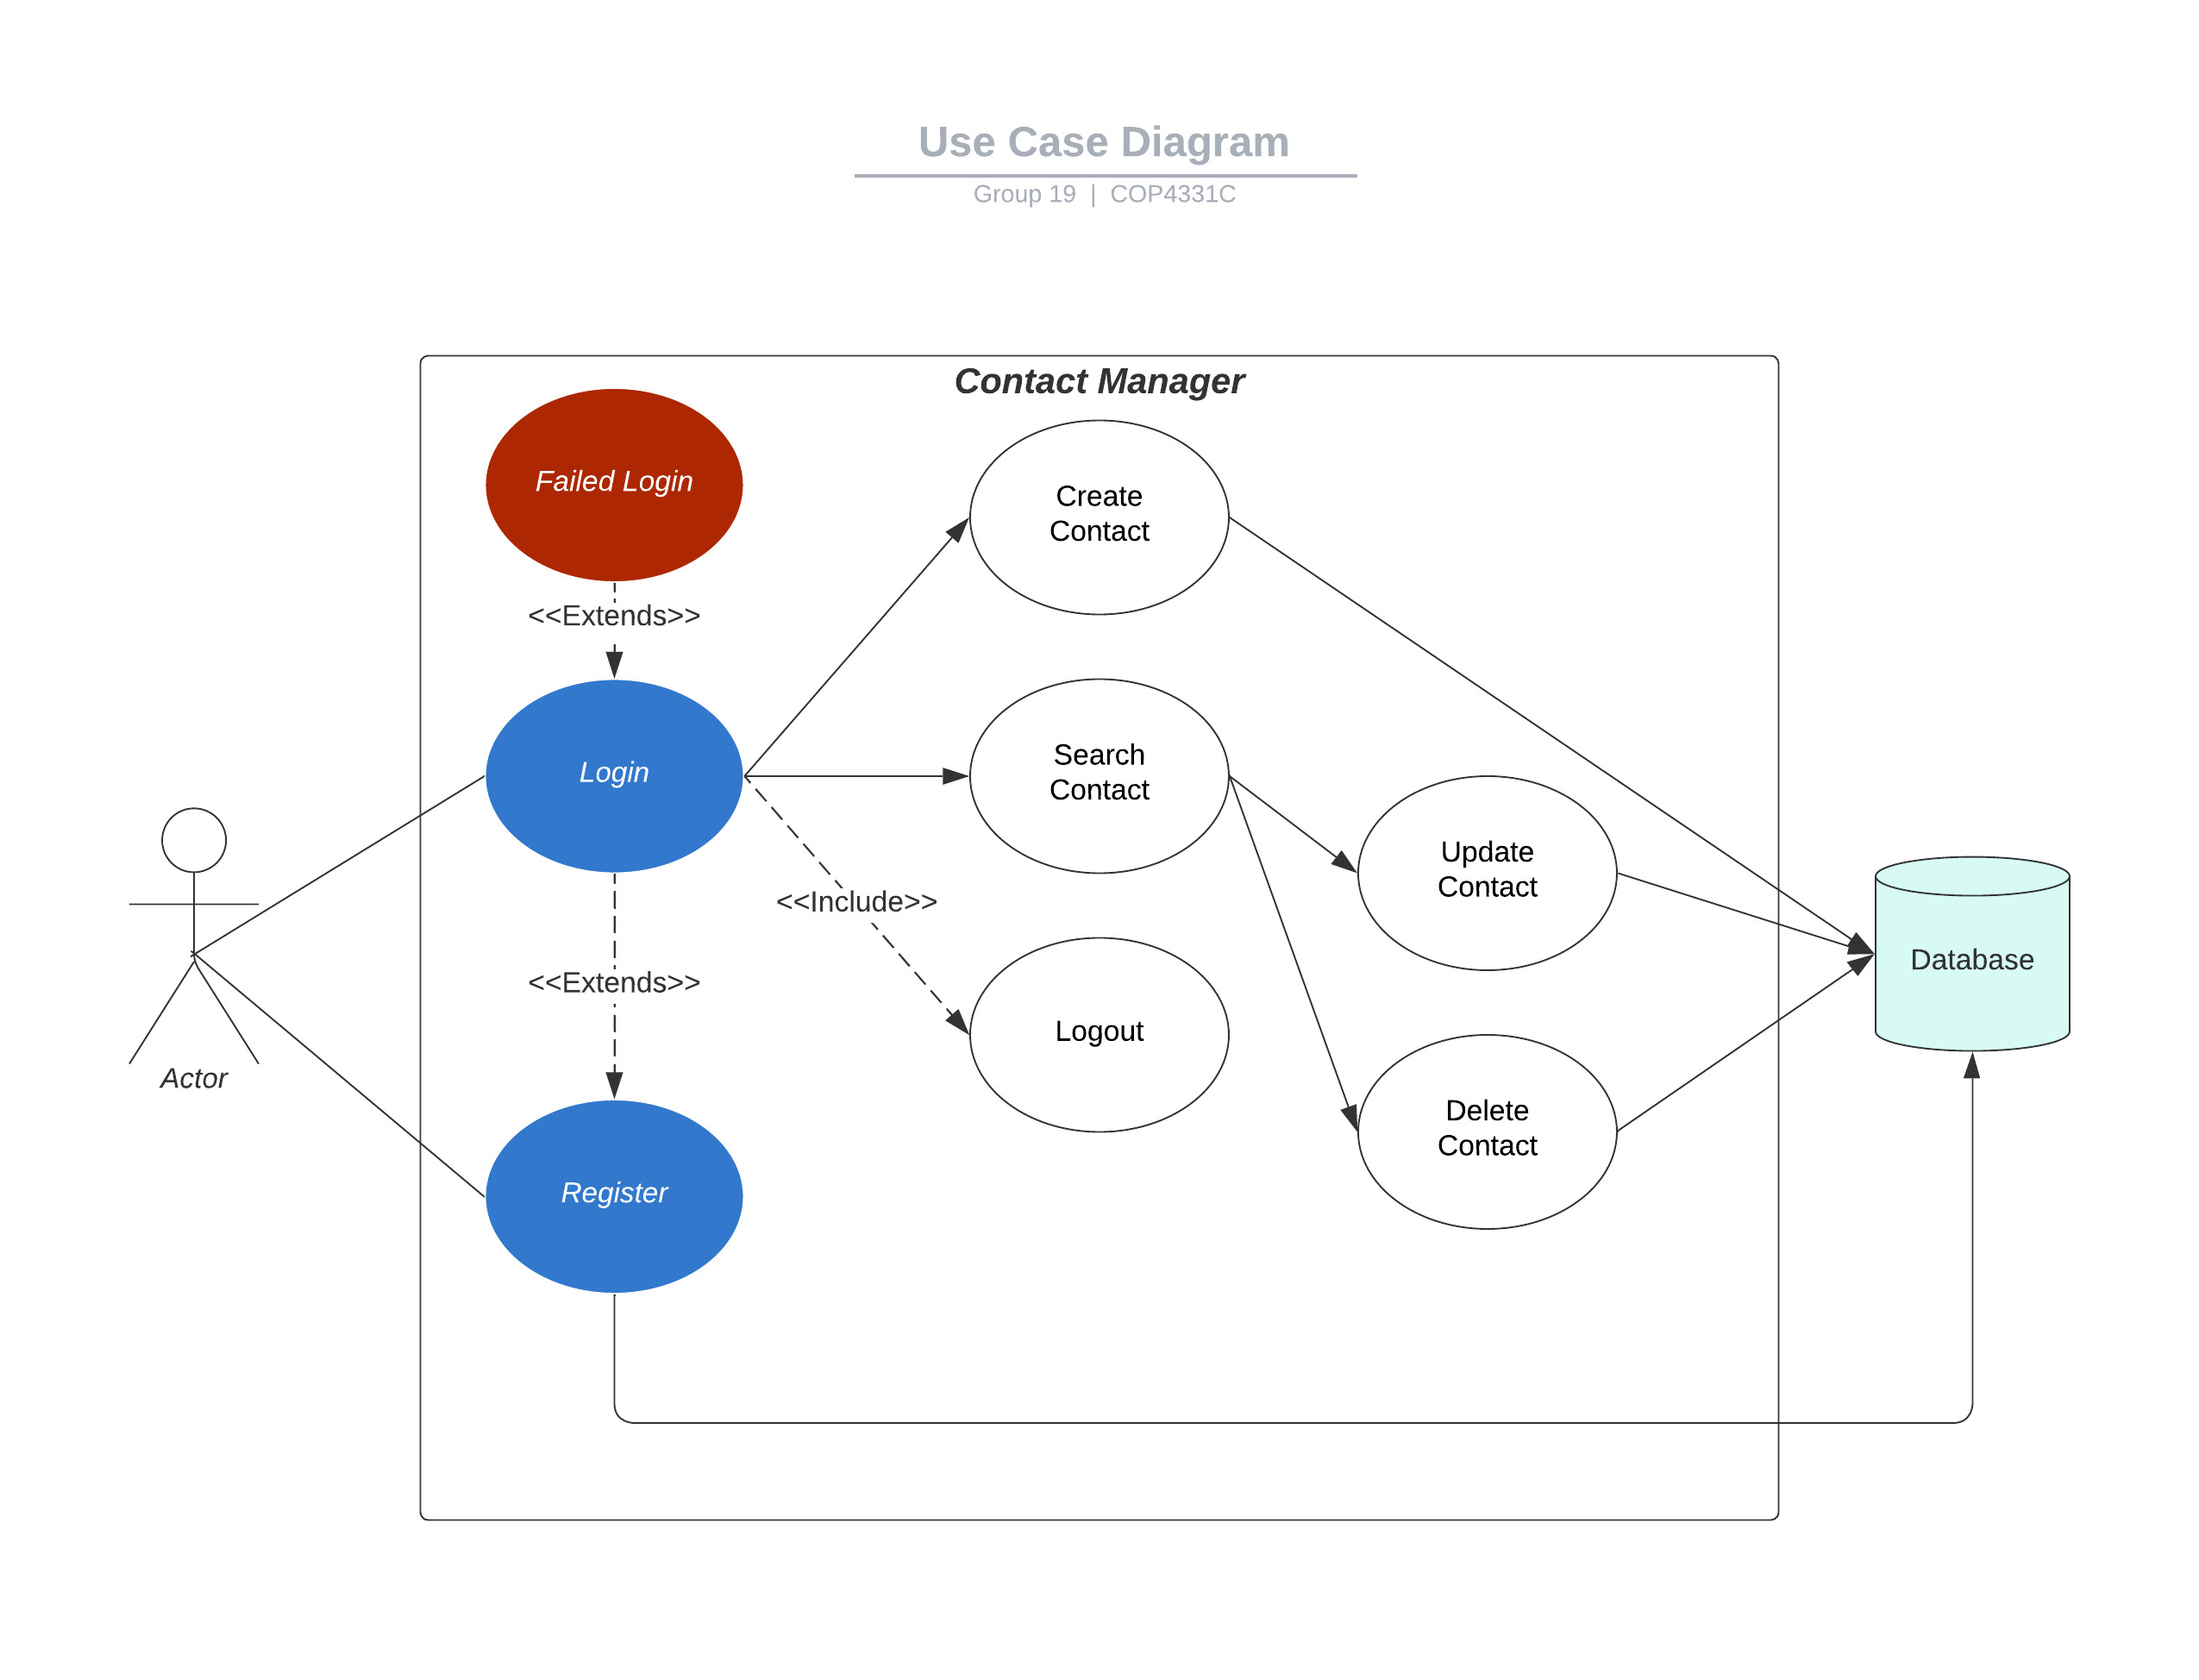 Use Case Diagram
Group 19 | COP4331C
Contact Manager
Failed Login
<<Extends>>
Login
<<Extends>>
Register
Actor
Create
Contact
Search
Contact
<<Include>>
Logout
Update
Contact
Delete
Contact
Database